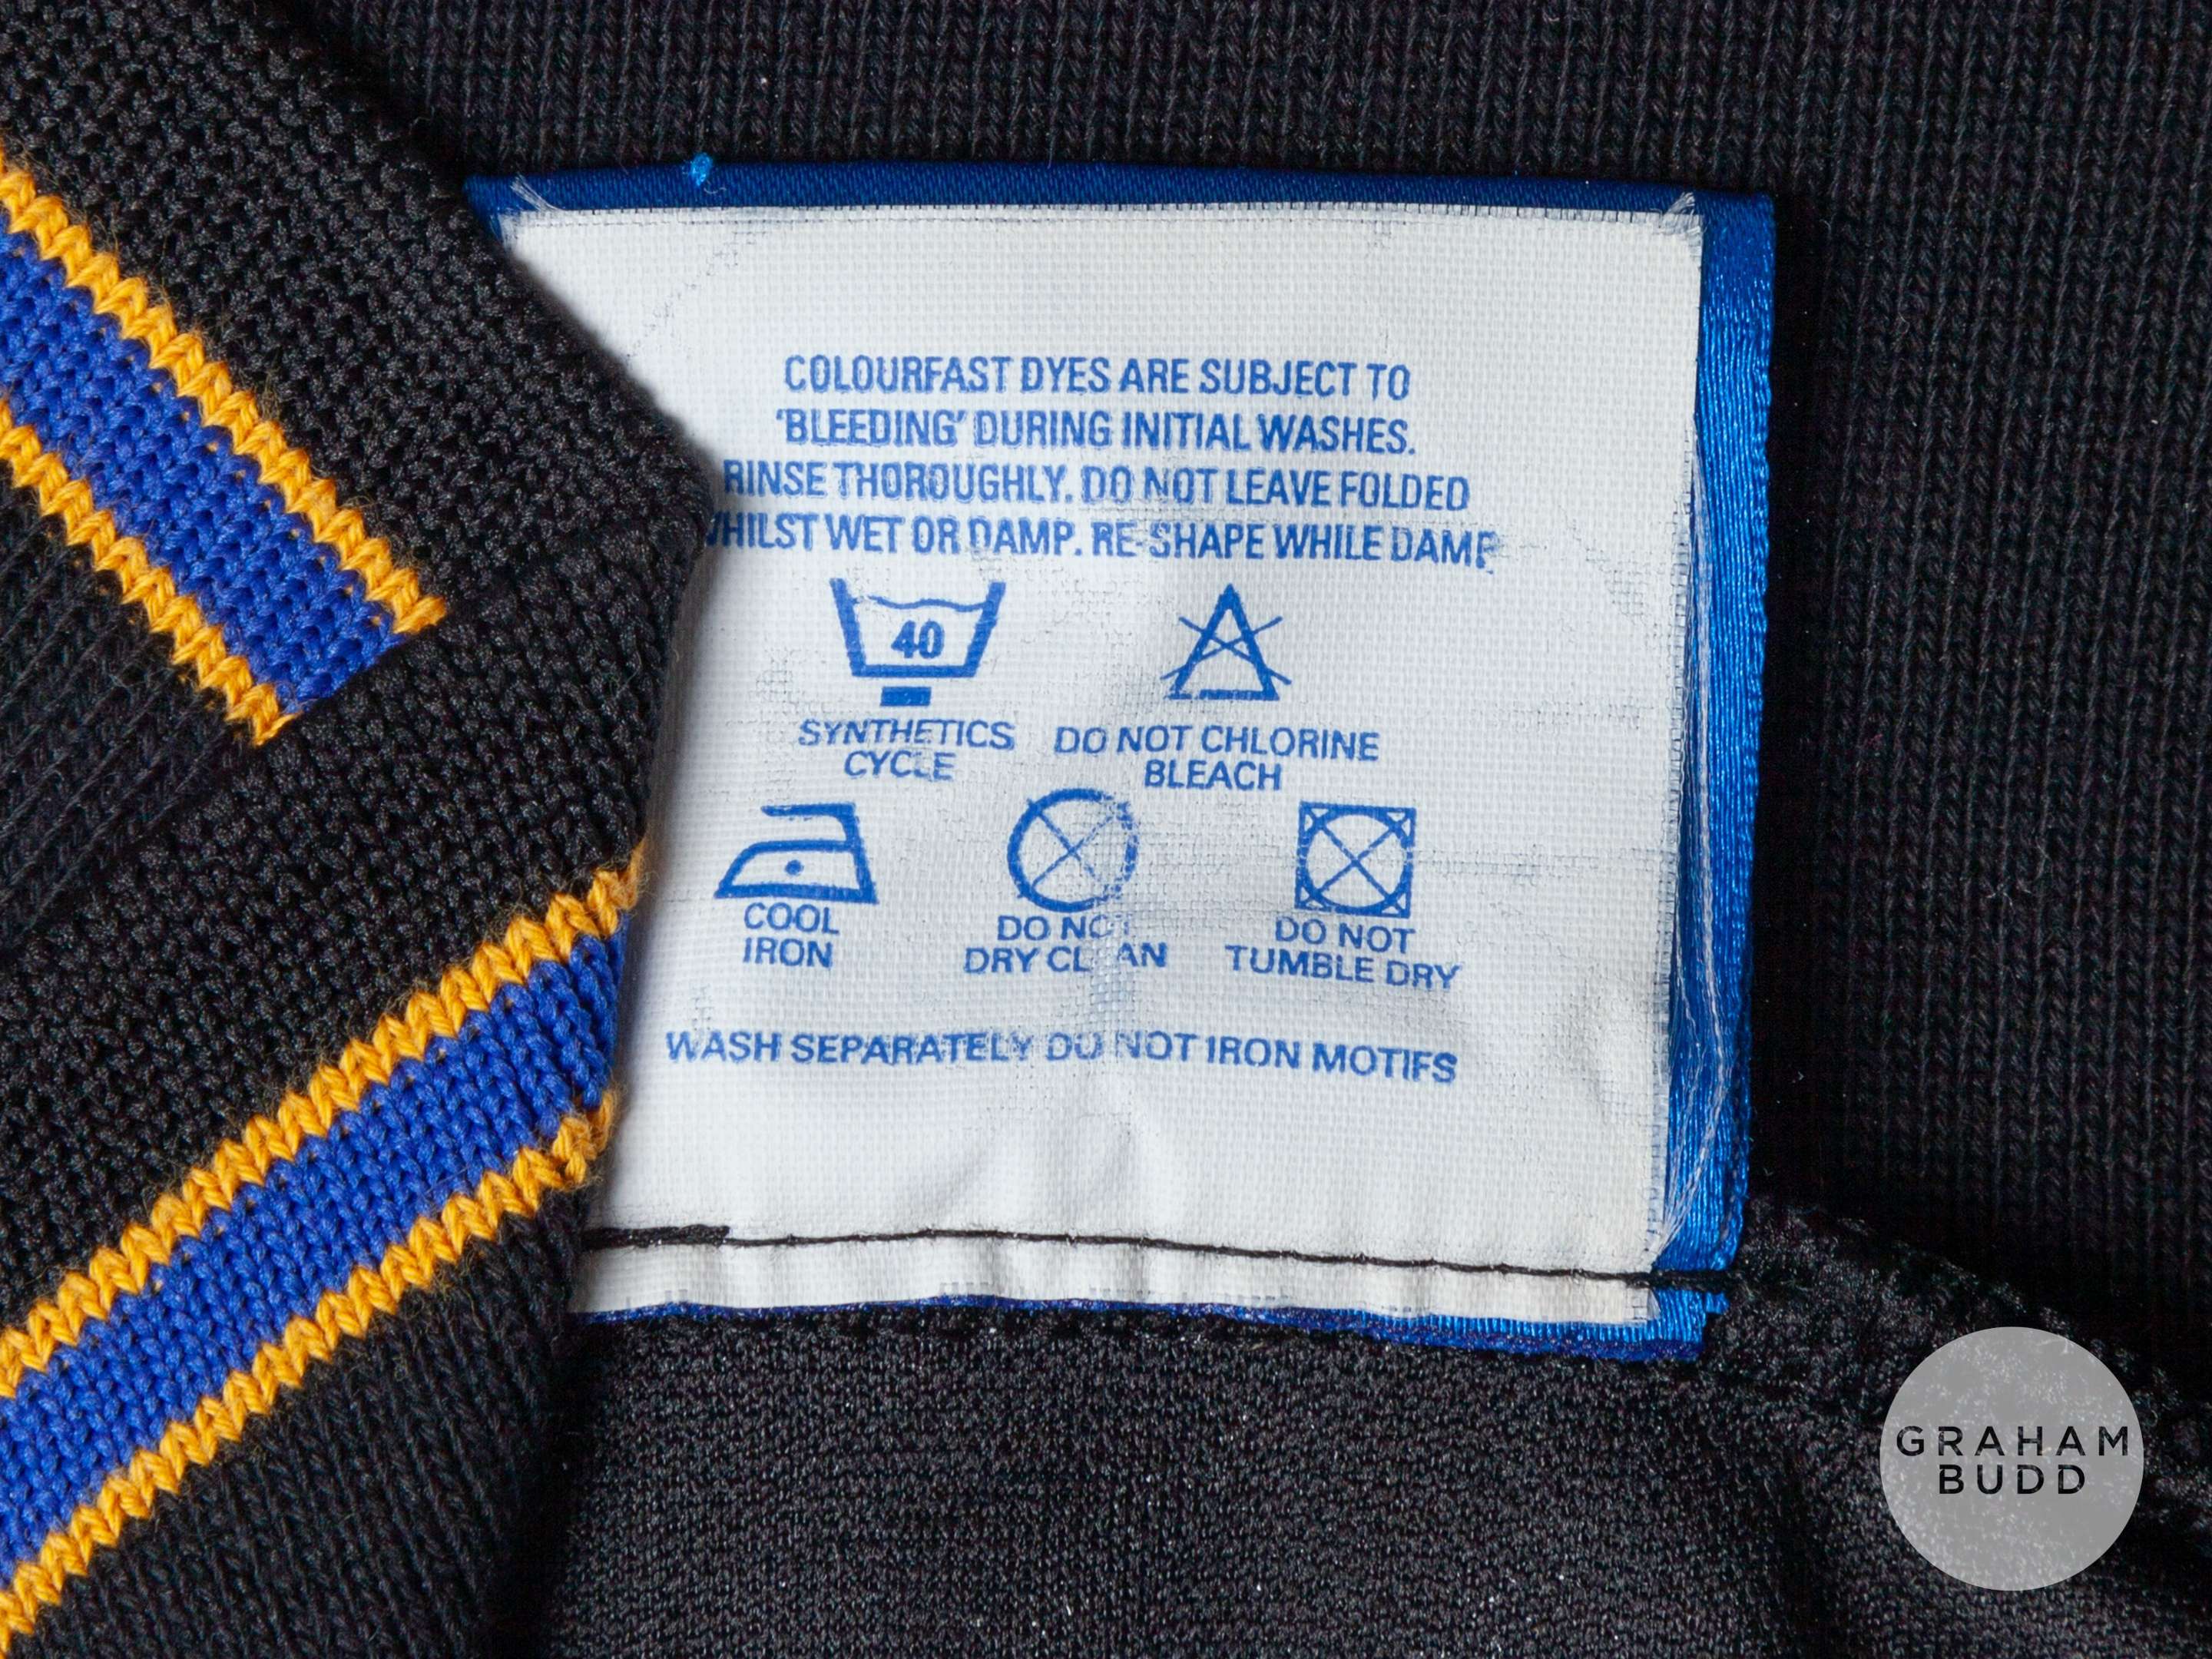 COLOURFAST DYES ARE SUBJECT TO
'BLEEDING' DURING INITIAL WASHES.
RINSE THOROUGHLY. DO NOT LEAVE FOLDED
WHILST WET OR DAMP. RE-SHAPE WHILE DAMP
40
SYNTHETICS
CYCLE
DO NOT CHLORINE
BLEACH
COOL
IRON
DO NOT
DRY CLEAN
DO NOT
TUMBLE DRY
WASH SEPARATELY DO NOT IRON MOTIFS
GRAHAM
BUDD